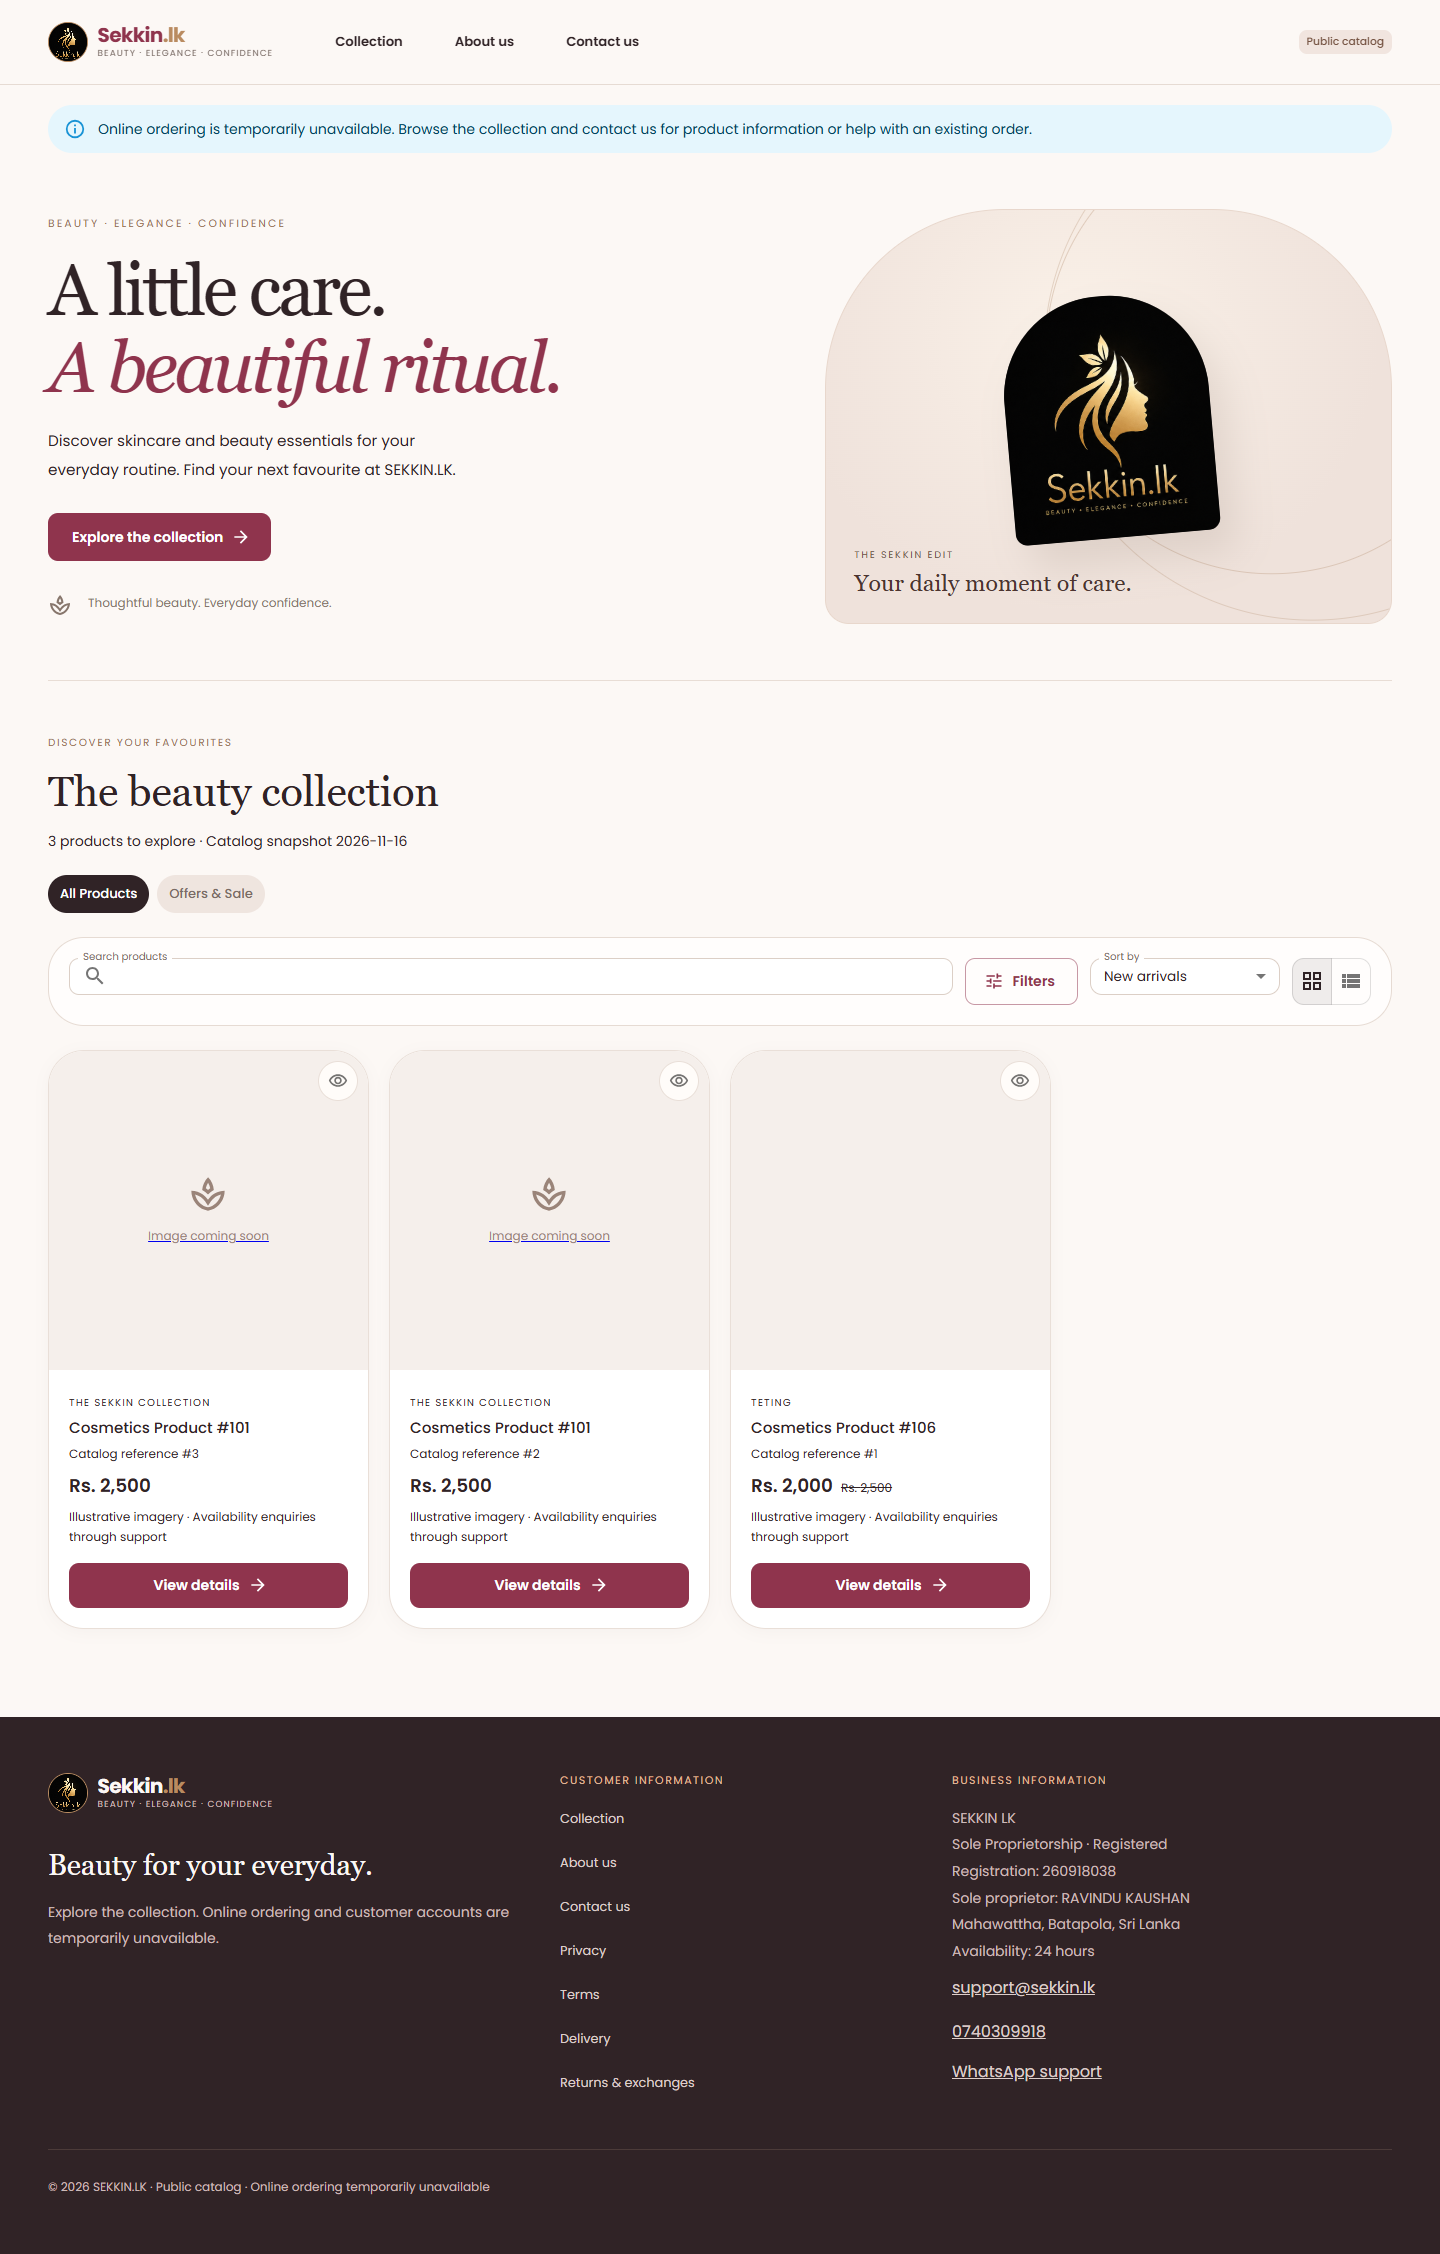 Sekkin.lk
BEAUTY · ELEGANCE · CONFIDENCE
Collection
About us
Contact us
Public catalog
Online ordering is temporarily unavailable. Browse the collection and contact us for product information or help with an existing order.
BEAUTY · ELEGANCE · CONFIDENCE
A little care.
A beautiful ritual.
Discover skincare and beauty essentials for your
everyday routine. Find your next favourite at SEKKIN.LK.
Explore the collection
Thoughtful beauty. Everyday confidence.
Sekkin.lk
BEAUTY • ELEGANCE • CONFIDENCE
THE SEKKIN EDIT
Your daily moment of care.
DISCOVER YOUR FAVOURITES
The beauty collection
3 products to explore · Catalog snapshot 2026-11-16
All Products
Offers & Sale
Search products
Filters
Sort by
New arrivals
Image coming soon
THE SEKKIN COLLECTION
Cosmetics Product #101
Catalog reference #3
Rs. 2,500
Illustrative imagery · Availability enquiries
through support
View details
Image coming soon
THE SEKKIN COLLECTION
Cosmetics Product #101
Catalog reference #2
Rs. 2,500
Illustrative imagery · Availability enquiries
through support
View details
TETING
Cosmetics Product #106
Catalog reference #1
Rs. 2,000 Rs. 2,500
Illustrative imagery · Availability enquiries
through support
View details
Sekkin.lk
BEAUTY · ELEGANCE · CONFIDENCE
Beauty for your everyday.
Explore the collection. Online ordering and customer accounts are
temporarily unavailable.
CUSTOMER INFORMATION
Collection
About us
Contact us
Privacy
Terms
Delivery
Returns & exchanges
BUSINESS INFORMATION
SEKKIN LK
Sole Proprietorship · Registered
Registration: 260918038
Sole proprietor: RAVINDU KAUSHAN
Mahawattha, Batapola, Sri Lanka
Availability: 24 hours
support@sekkin.lk
0740309918
WhatsApp support
© 2026 SEKKIN.LK · Public catalog · Online ordering temporarily unavailable